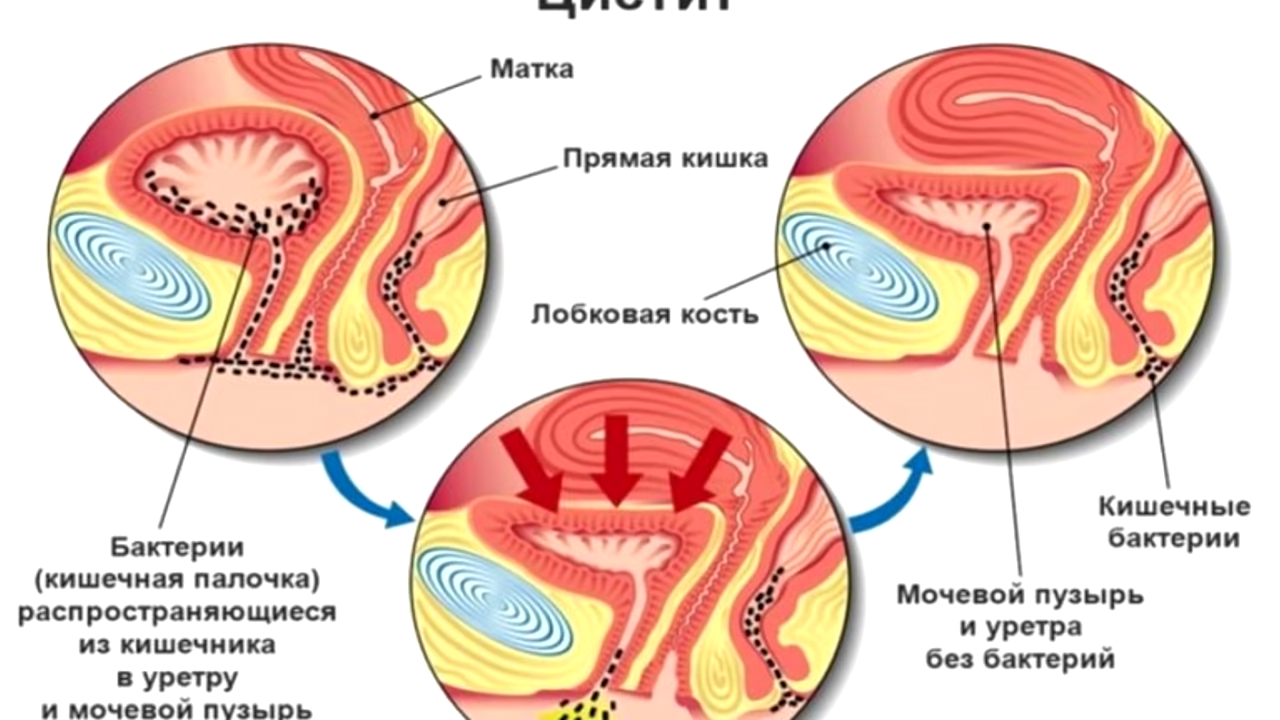 Цистит
Матка
Прямая кишка
Лобковая кость
Бактерии
(кишечная палочка)
распространяющиеся
из кишечника
в уретру
и мочевой пузырь
Кишечные
бактерии
Мочевой пузырь
и уретра
без бактерий